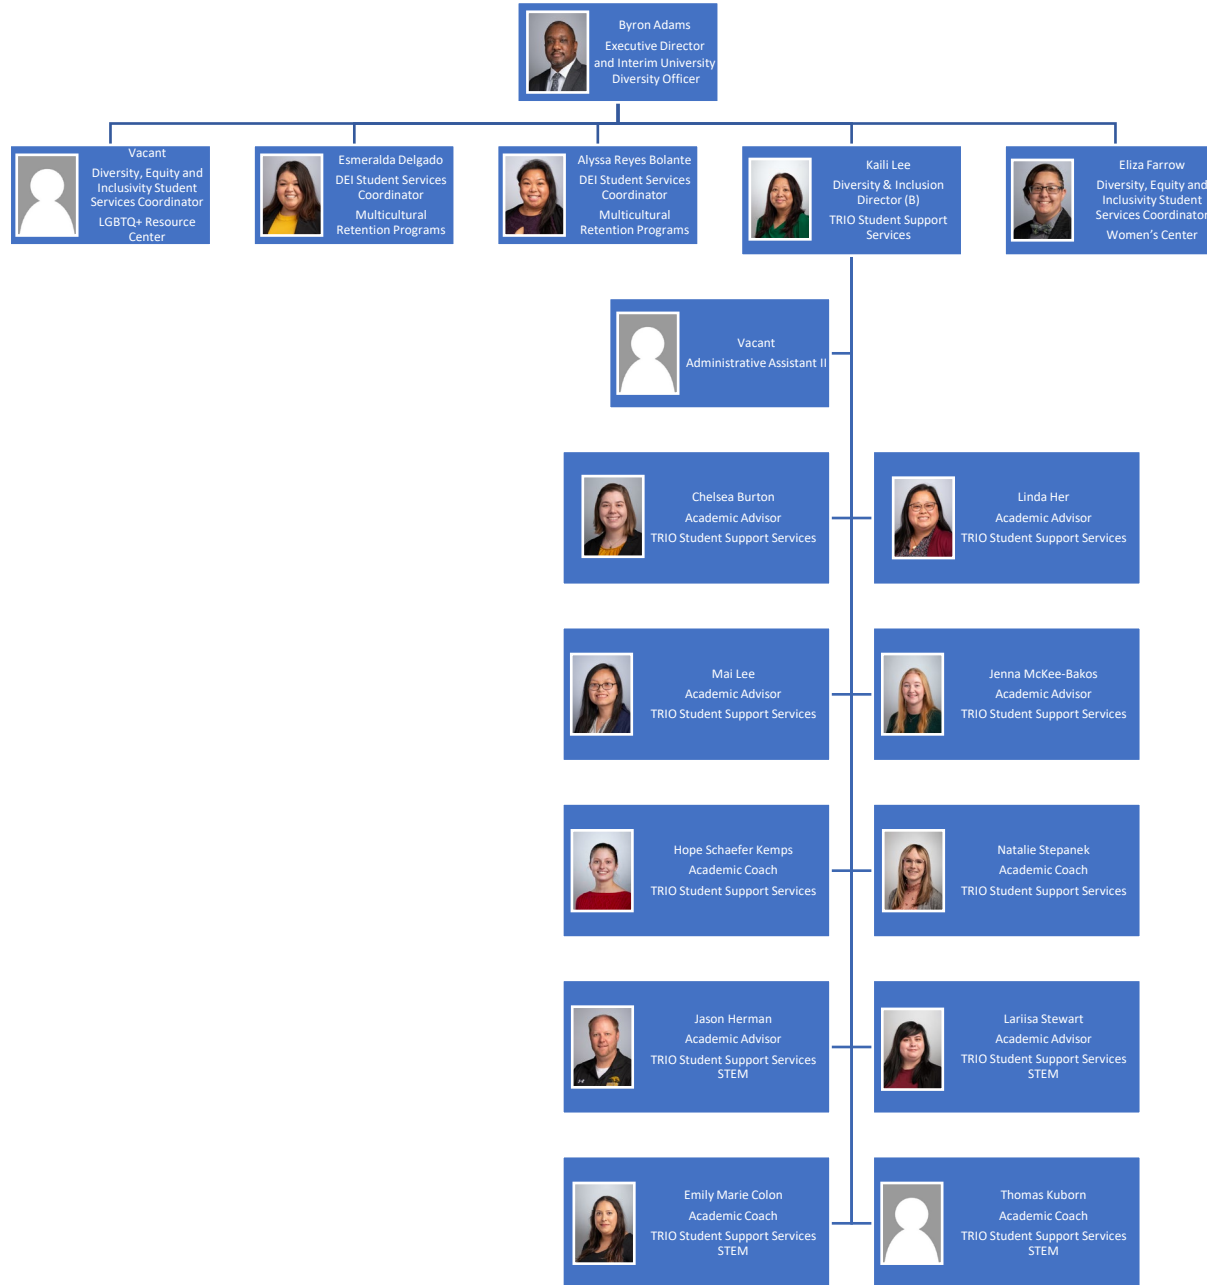 Byron Adams
Executive Director
and Interim University
Diversity Officer
Vacant
Diversity, Equity and
Inclusivity Student
Services Coordinator
LGBTQ+ Resource
Center
Esmeralda Delgado
DEI Student Services
Coordinator
Multicultural
Retention Programs
Alyssa Reyes Bolante
DEI Student Services
Coordinator
Multicultural
Retention Programs
Kaili Lee
Diversity & Inclusion
Director (B)
TRIO Student Support
Services
Eliza Farrow
Diversity, Equity and
Inclusivity Student
Services Coordinator
Women's Center
Vacant
Administrative Assistant II
Chelsea Burton
Academic Advisor
TRIO Student Support Services
Linda Her
Academic Advisor
TRIO Student Support Services
Mai Lee
Academic Advisor
TRIO Student Support Services
Jenna McKee-Bakos
Academic Advisor
TRIO Student Support Services
Hope Schaefer Kemps
Academic Coach
TRIO Student Support Services
Natalie Stepanek
Academic Coach
TRIO Student Support Services
Jason Herman
Academic Advisor
TRIO Student Support Services
STEM
Lariisa Stewart
Academic Advisor
TRIO Student Support Services
STEM
Emily Marie Colon
Academic Coach
TRIO Student Support Services
STEM
Thomas Kuborn
Academic Coach
TRIO Student Support Services
STEM